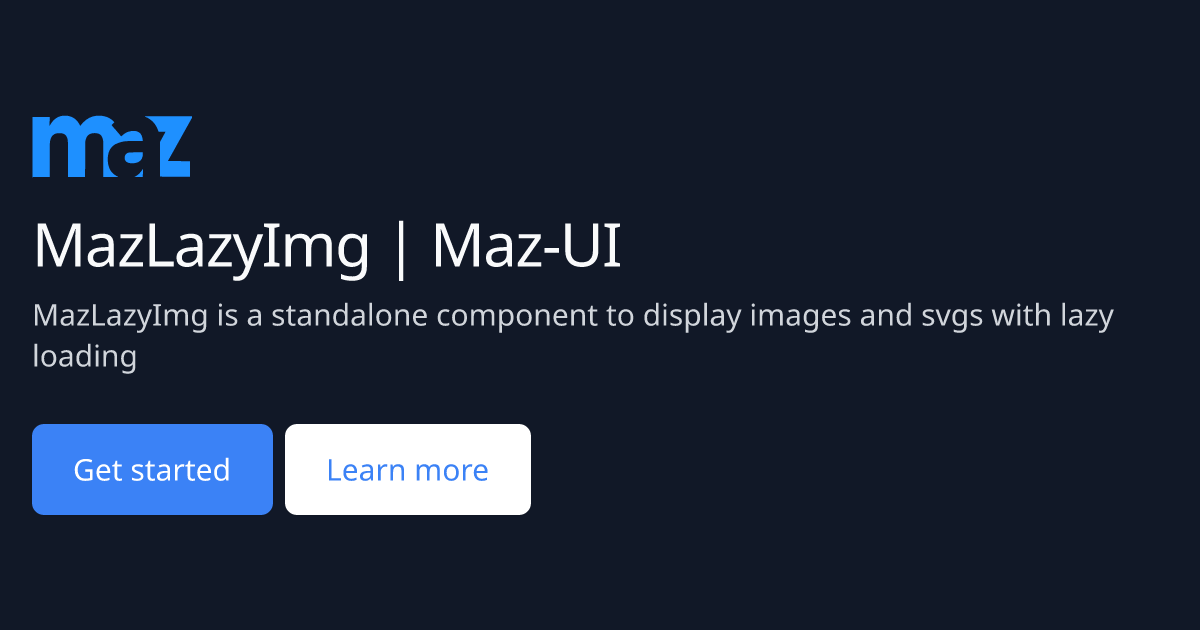 maz
MazLazyImg | Maz-UI
MazLazyImg is a standalone component to display images and svgs with lazy
loading
Get started
Learn more